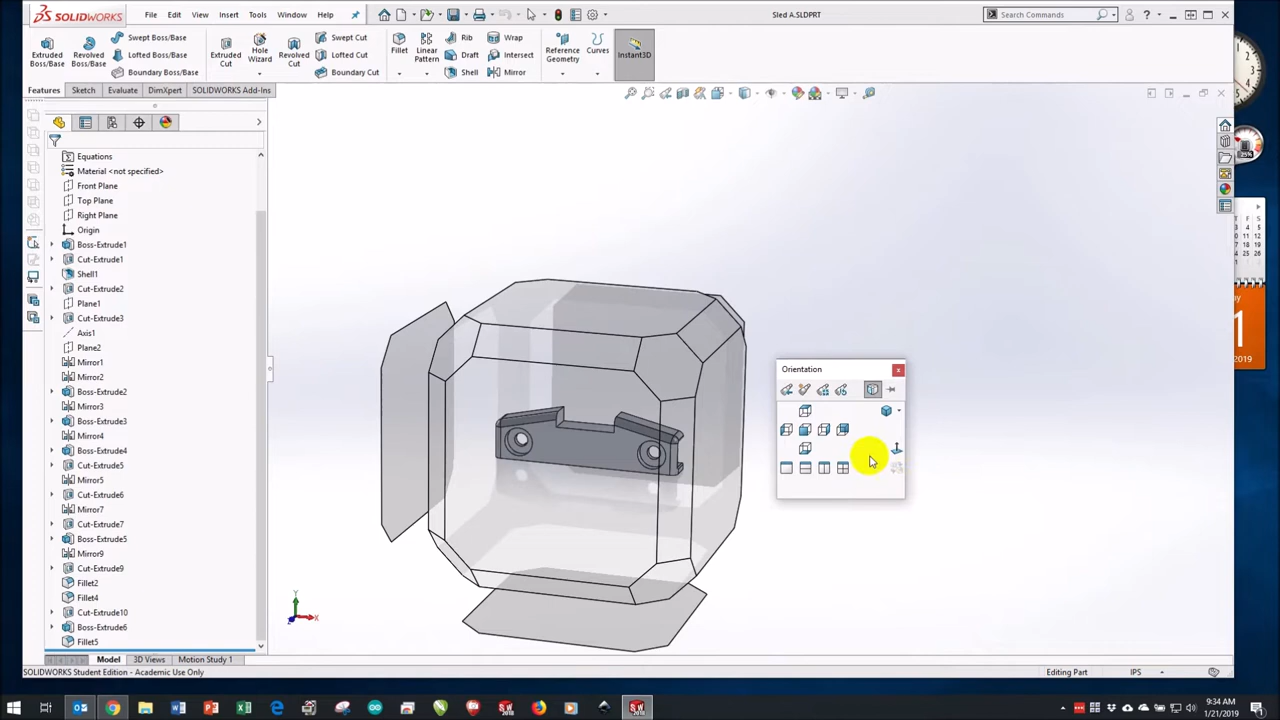 SOLIDWORKS File Edit View Insert Tools Window Help Sled A.SLDPRT Search Commands
Extruded Boss/Base
Revolved Boss/Base
Swept Boss/Base
Lofted Boss/Base
Boundary Boss/Base
Extruded Cut
Hole Wizard
Revolved Cut
Swept Cut
Lofted Cut
Boundary Cut
Fillet
Linear Pattern
Rib
Draft
Shell
Wrap
Intersect
Mirror
Reference Geometry
Curves
Instant3D
Features Sketch Evaluate DimXpert SOLIDWORKS Add-Ins
Equations
Material <not specified>
Front Plane
Top Plane
Right Plane
Origin
Boss-Extrude1
Cut-Extrude1
Shell1
Cut-Extrude2
Plane1
Cut-Extrude3
Axis1
Plane2
Mirror1
Mirror2
Boss-Extrude2
Mirror3
Boss-Extrude3
Mirror4
Boss-Extrude4
Cut-Extrude5
Mirror5
Cut-Extrude6
Mirror7
Cut-Extrude7
Boss-Extrude5
Mirror9
Cut-Extrude9
Fillet2
Fillet4
Cut-Extrude10
Boss-Extrude6
Fillet5
Orientation
Y
X
Z
25%
2019
Model 3D Views Motion Study 1
SOLIDWORKS Student Edition - Academic Use Only Editing Part IPS
9:34 AM
1/21/2019